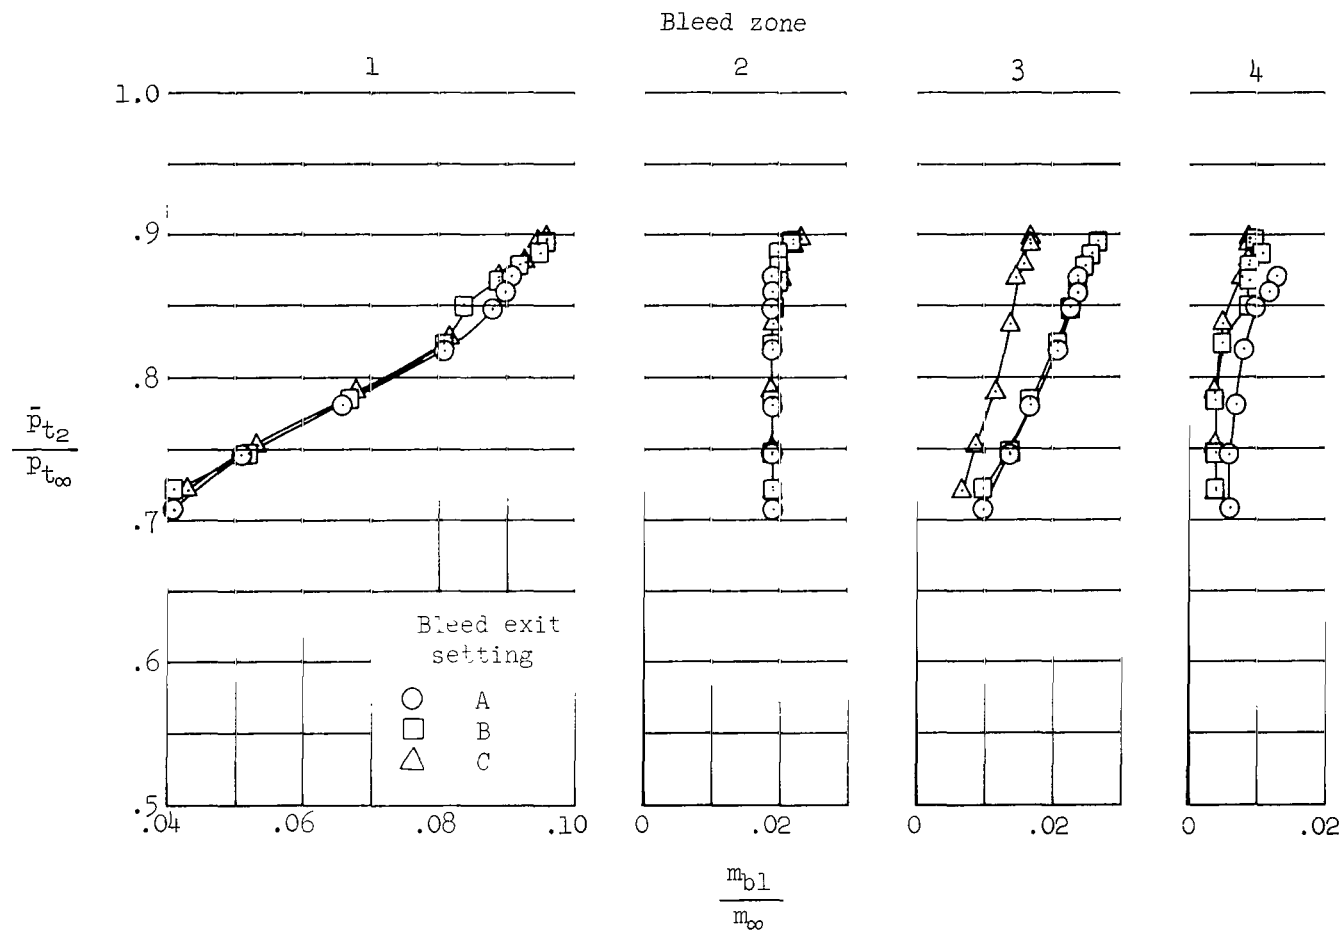 Bleed zone
1 2 3 4
1.0
.9
.8
p̄t2
pt∞
.7
Bleed exit
setting
.6
A
B
C
.5
.04 .06 .08 .10 0 .02 0 .02 0 .02
mbl
m∞